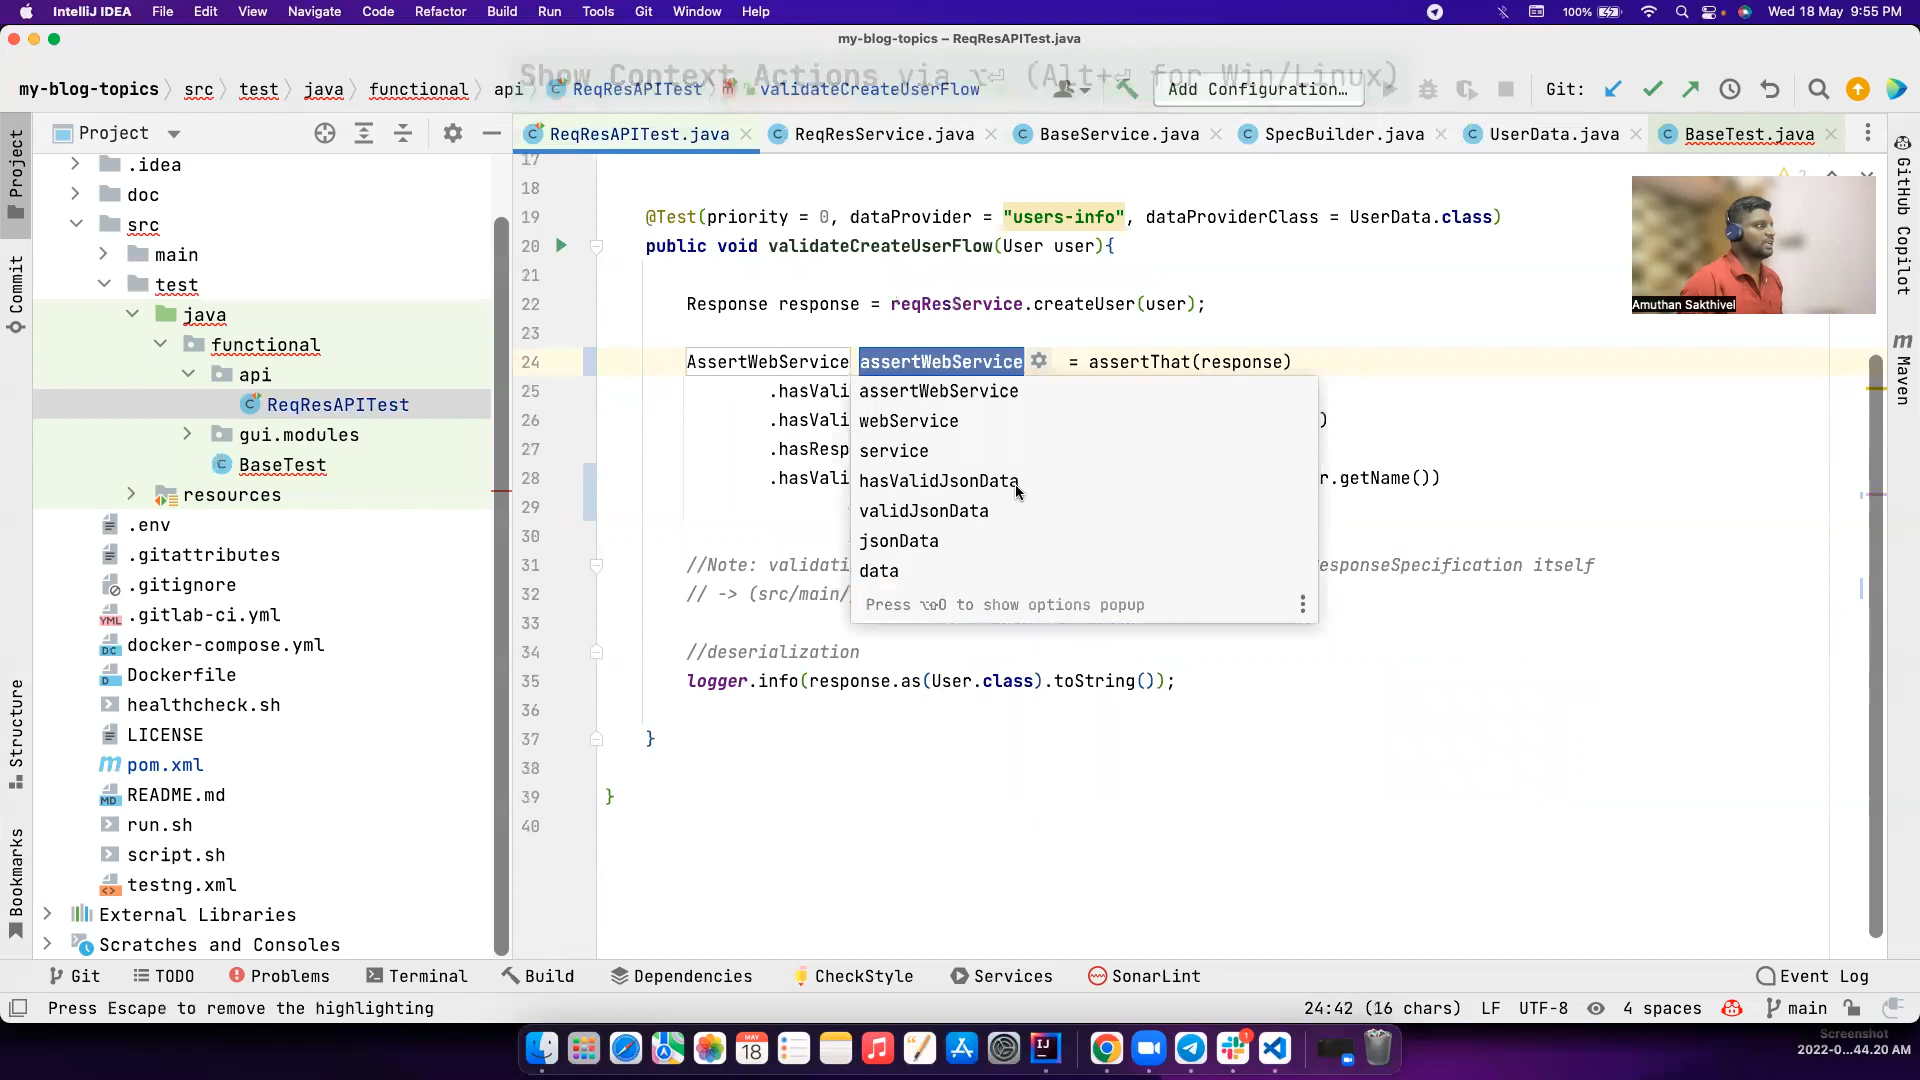 IntelliJ IDEA File Edit View Navigate Code Refactor Build Run Tools Git Window Help 100% Wed 18 May 9:55 PM
my-blog-topics – ReqResAPITest.java
Show Context Actions via ⌥⏎ (Alt+⏎ for Win/Linux)
my-blog-topics src test java functional api ReqResAPITest validateCreateUserFlow Add Configuration... Git:
Project ReqResAPITest.java ReqResService.java BaseService.java SpecBuilder.java UserData.java BaseTest.java
Project
Commit
Structure
Bookmarks
.idea
doc
src
main
test
java
functional
api
ReqResAPITest
gui.modules
BaseTest
resources
.env
.gitattributes
.gitignore
.gitlab-ci.yml
docker-compose.yml
Dockerfile
healthcheck.sh
LICENSE
pom.xml
README.md
run.sh
script.sh
testng.xml
External Libraries
Scratches and Consoles
17
18
19 @Test(priority = 0, dataProvider = "users-info", dataProviderClass = UserData.class)
20 public void validateCreateUserFlow(User user){
21
22 Response response = reqResService.createUser(user);
23
24 AssertWebService assertWebService = assertThat(response)
25 .hasVali
26 .hasVali )
27 .hasResp
28 .hasVali r.getName())
29
30
31 //Note: validati esponseSpecification itself
32 // -> (src/main/
33
34 //deserialization
35 logger.info(response.as(User.class).toString());
36
37 }
38
39 }
40
assertWebService
webService
service
hasValidJsonData
validJsonData
jsonData
data
Press ⌥⇧O to show options popup
Amuthan Sakthivel
GitHub Copilot
Maven
Git TODO Problems Terminal Build Dependencies CheckStyle Services SonarLint Event Log
Press Escape to remove the highlighting 24:42 (16 chars) LF UTF-8 4 spaces main
MAY
18
1
Screenshot
2022-0...44.20 AM